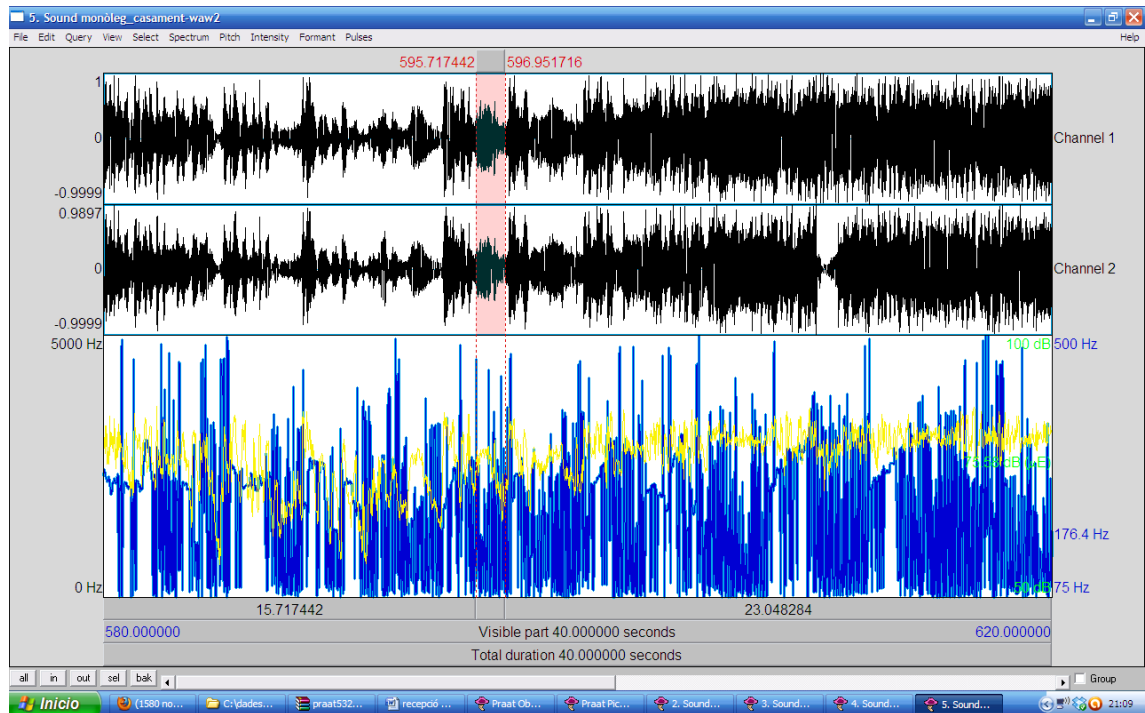 5. Sound monòleg_casament-waw2
File Edit Query View Select Spectrum Pitch Intensity Formant Pulses Help
595.717442 596.951716
1
0
Channel 1
-0.9999
0.9897
0
Channel 2
-0.9999
5000 Hz 100 dB 500 Hz
176.4 Hz
0 Hz 50 dB 75 Hz
15.717442 23.048284
580.000000 Visible part 40.000000 seconds 620.000000
Total duration 40.000000 seconds
all in out sel bak Group
Inicio (1580 no... C:\dades... praat532... recepció ... Praat Ob... Praat Pic... 2. Sound... 3. Sound... 4. Sound... 5. Sound... 21:09